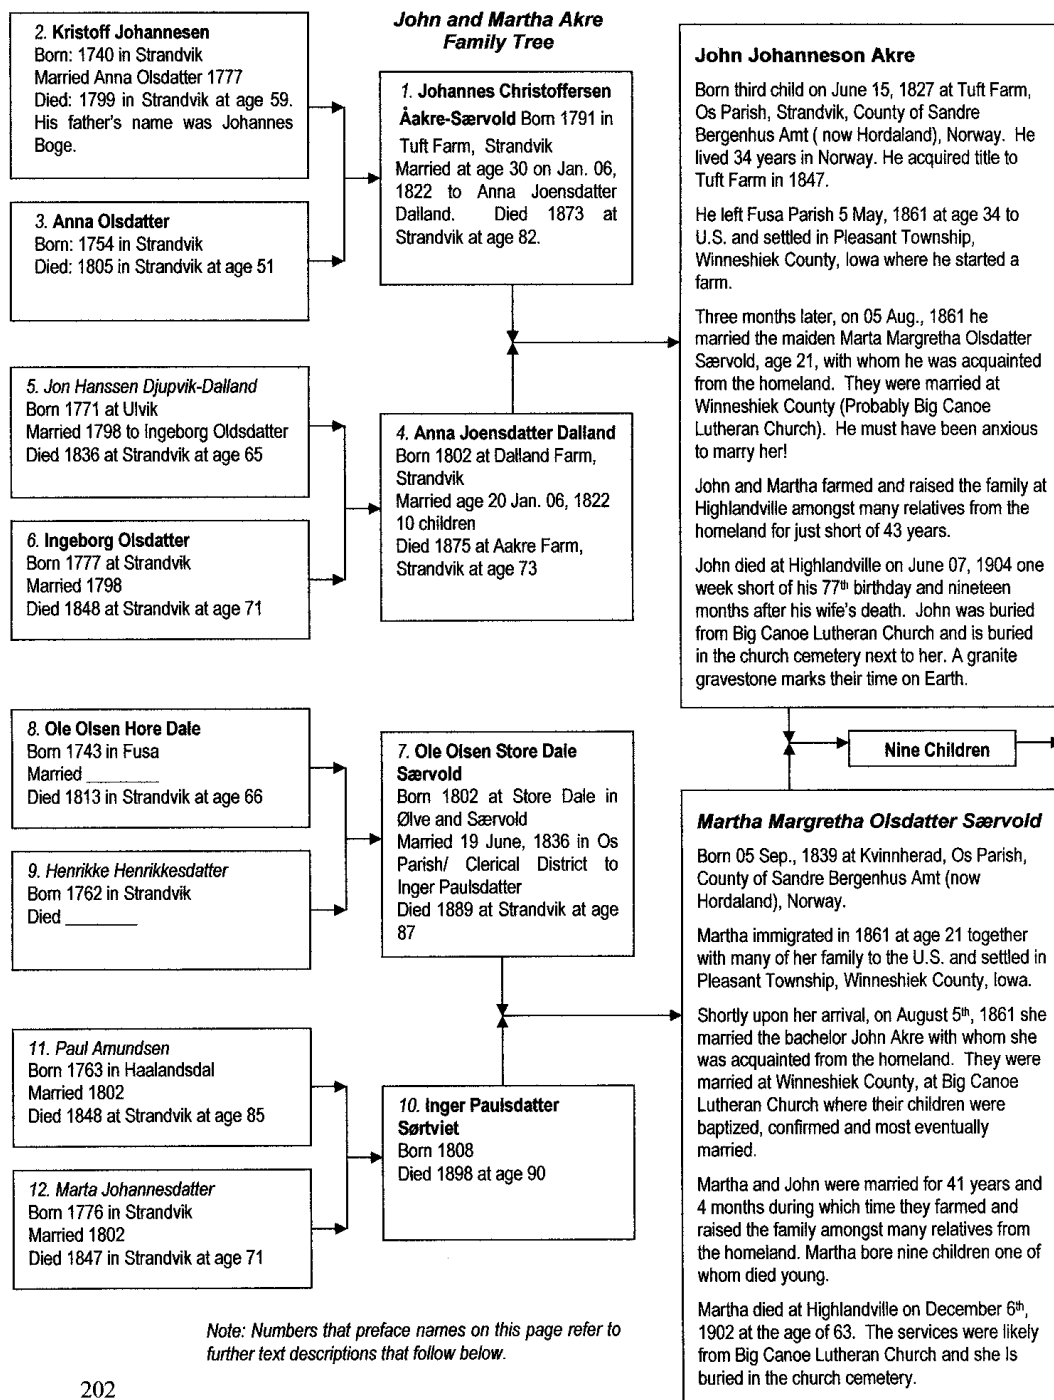 John and Martha Akre
Family Tree
2. Kristoff Johannesen
Born: 1740 in Strandvik
Married Anna Olsdatter 1777
Died: 1799 in Strandvik at age 59.
His father's name was Johannes
Boge.
3. Anna Olsdatter
Born: 1754 in Strandvik
Died: 1805 in Strandvik at age 51
1. Johannes Christoffersen
Åakre-Særvold Born 1791 in
Tuft Farm, Strandvik
Married at age 30 on Jan. 06,
1822 to Anna Joensdatter
Dalland. Died 1873 at
Strandvik at age 82.
5. Jon Hanssen Djupvik-Dalland
Born 1771 at Ulvik
Married 1798 to Ingeborg Oldsdatter
Died 1836 at Strandvik at age 65
6. Ingeborg Olsdatter
Born 1777 at Strandvik
Married 1798
Died 1848 at Strandvik at age 71
4. Anna Joensdatter Dalland
Born 1802 at Dalland Farm,
Strandvik
Married age 20 Jan. 06, 1822
10 children
Died 1875 at Aakre Farm,
Strandvik at age 73
John Johanneson Akre
Born third child on June 15, 1827 at Tuft Farm,
Os Parish, Strandvik, County of Sandre
Bergenhus Amt ( now Hordaland), Norway. He
lived 34 years in Norway. He acquired title to
Tuft Farm in 1847.
He left Fusa Parish 5 May, 1861 at age 34 to
U.S. and settled in Pleasant Township,
Winneshiek County, Iowa where he started a
farm.
Three months later, on 05 Aug., 1861 he
married the maiden Marta Margretha Olsdatter
Særvold, age 21, with whom he was acquainted
from the homeland. They were married at
Winneshiek County (Probably Big Canoe
Lutheran Church). He must have been anxious
to marry her!
John and Martha farmed and raised the family at
Highlandville amongst many relatives from the
homeland for just short of 43 years.
John died at Highlandville on June 07, 1904 one
week short of his 77th birthday and nineteen
months after his wife's death. John was buried
from Big Canoe Lutheran Church and is buried
in the church cemetery next to her. A granite
gravestone marks their time on Earth.
8. Ole Olsen Hore Dale
Born 1743 in Fusa
Married ________
Died 1813 in Strandvik at age 66
9. Henrikke Henrikkesdatter
Born 1762 in Strandvik
Died ________
7. Ole Olsen Store Dale
Særvold
Born 1802 at Store Dale in
Ølve and Særvold
Married 19 June, 1836 in Os
Parish/ Clerical District to
Inger Paulsdatter
Died 1889 at Strandvik at age
87
11. Paul Amundsen
Born 1763 in Haalandsdal
Married 1802
Died 1848 at Strandvik at age 85
12. Marta Johannesdatter
Born 1776 in Strandvik
Married 1802
Died 1847 in Strandvik at age 71
10. Inger Paulsdatter
Sørtviet
Born 1808
Died 1898 at age 90
Nine Children
Martha Margretha Olsdatter Særvold
Born 05 Sep., 1839 at Kvinnherad, Os Parish,
County of Sandre Bergenhus Amt (now
Hordaland), Norway.
Martha immigrated in 1861 at age 21 together
with many of her family to the U.S. and settled in
Pleasant Township, Winneshiek County, Iowa.
Shortly upon her arrival, on August 5th, 1861 she
married the bachelor John Akre with whom she
was acquainted from the homeland. They were
married at Winneshiek County, at Big Canoe
Lutheran Church where their children were
baptized, confirmed and most eventually
married.
Martha and John were married for 41 years and
4 months during which time they farmed and
raised the family amongst many relatives from
the homeland. Martha bore nine children one of
whom died young.
Martha died at Highlandville on December 6th,
1902 at the age of 63. The services were likely
from Big Canoe Lutheran Church and she Is
buried in the church cemetery.
Note: Numbers that preface names on this page refer to
further text descriptions that follow below.
202